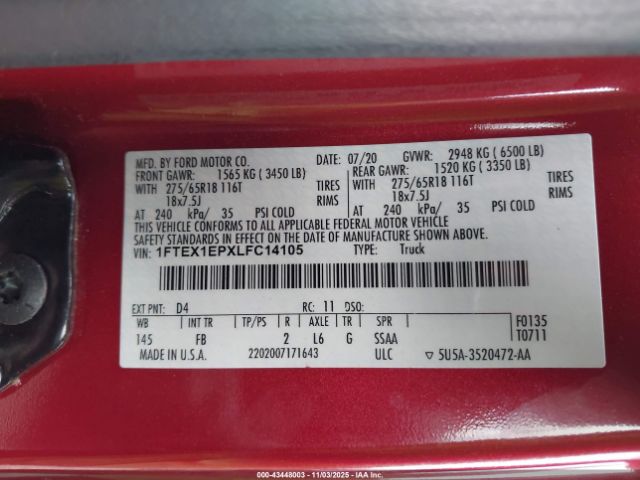 MFD. BY FORD MOTOR CO. DATE: 07/20 GVWR: 2948 KG ( 6500 LB)
FRONT GAWR: 1565 KG ( 3450 LB) REAR GAWR: 1520 KG ( 3350 LB)
WITH 275/65R18 116T TIRES 275/65R18 116T WITH TIRES
18x7.5J RIMS 18x7.5J RIMS
AT 240 kPa/ 35 PSI COLD AT 240 kPa/ 35 PSI COLD
THIS VEHICLE CONFORMS TO ALL APPLICABLE FEDERAL MOTOR VEHICLE
SAFETY STANDARDS IN EFFECT ON THE DATE OF MANUFACTURE SHOWN ABOVE.
VIN: 1FTEX1EPXLFC14105 TYPE: Truck
EXT PNT: D4 RC: 11 DSO:
WB INT TR TP/PS R AXLE TR SPR F0135
145 FB 2 L6 G SSAA T0711
MADE IN U.S.A. 2202007171643 ULC ▽ 5U5A-3520472-AA
000-43448003 - 11/03/2025 - IAAI.CA